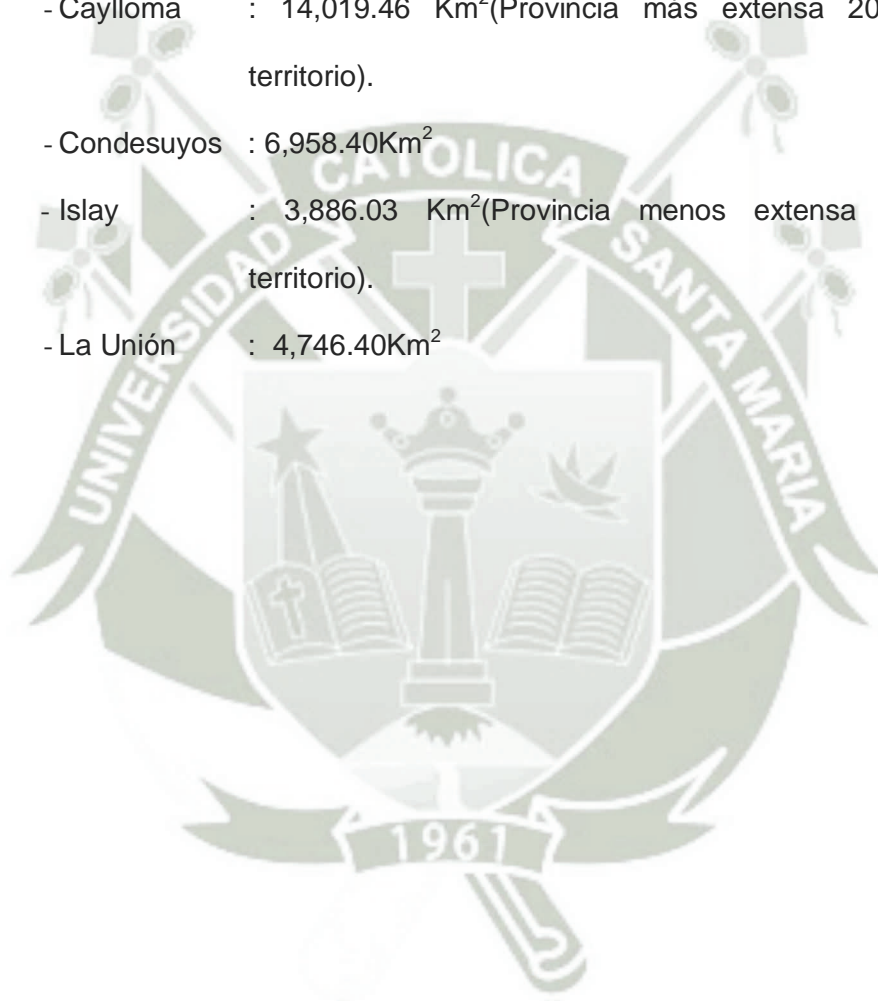 - Caylloma : 14,019.46 Km²(Provincia más extensa 20
territorio).
- Condesuyos : 6,958.40Km²
- Islay : 3,886.03 Km²(Provincia menos extensa
territorio).
- La Unión : 4,746.40Km²
UNIVERSIDAD CATOLICA SANTA MARIA
1961